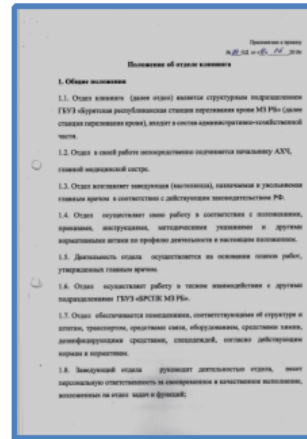 Приложение к приказу
Положение об отделе клининга
1. Общие положения
1.1. Отдел клининга (далее отдел) является структурным подразделением
ГБУЗ «Бурятская республиканская станция переливания крови МЗ РБ» (далее
станция переливания крови), входит в состав административно-хозяйственной
части.
1.2. Отдел в своей работе непосредственно подчиняется начальнику АХЧ,
главной медицинской сестре.
1.3. Отдел возглавляет заведующая (кастелянша), назначаемая и увольняемая
главным врачом в соответствии с действующим законодательством РФ.
1.4. Отдел осуществляет свою работу в соответствии с положениями,
приказами, инструкциями, методическими указаниями и другими
нормативными актами по профилю деятельности и настоящим положением.
1.5. Деятельность отдела осуществляется на основании планов работ,
утвержденных главным врачом.
1.6. Отдел осуществляет работу в тесном взаимодействии с другими
подразделениями ГБУЗ «БРСПК МЗ РБ».
1.7. Отдел обеспечивается помещениями, соответствующими об структуре и
штатам, транспортом, средствами связи, оборудованием, средствами химии,
дезинфицирующими средствами, спецодеждой, согласно действующим
нормам и нормативам.
1.8. Заведующий отдела руководит деятельностью отдела, несет
персональную ответственность за своевременное и качественное выполнение,
возложенных на отдел задач и функций;